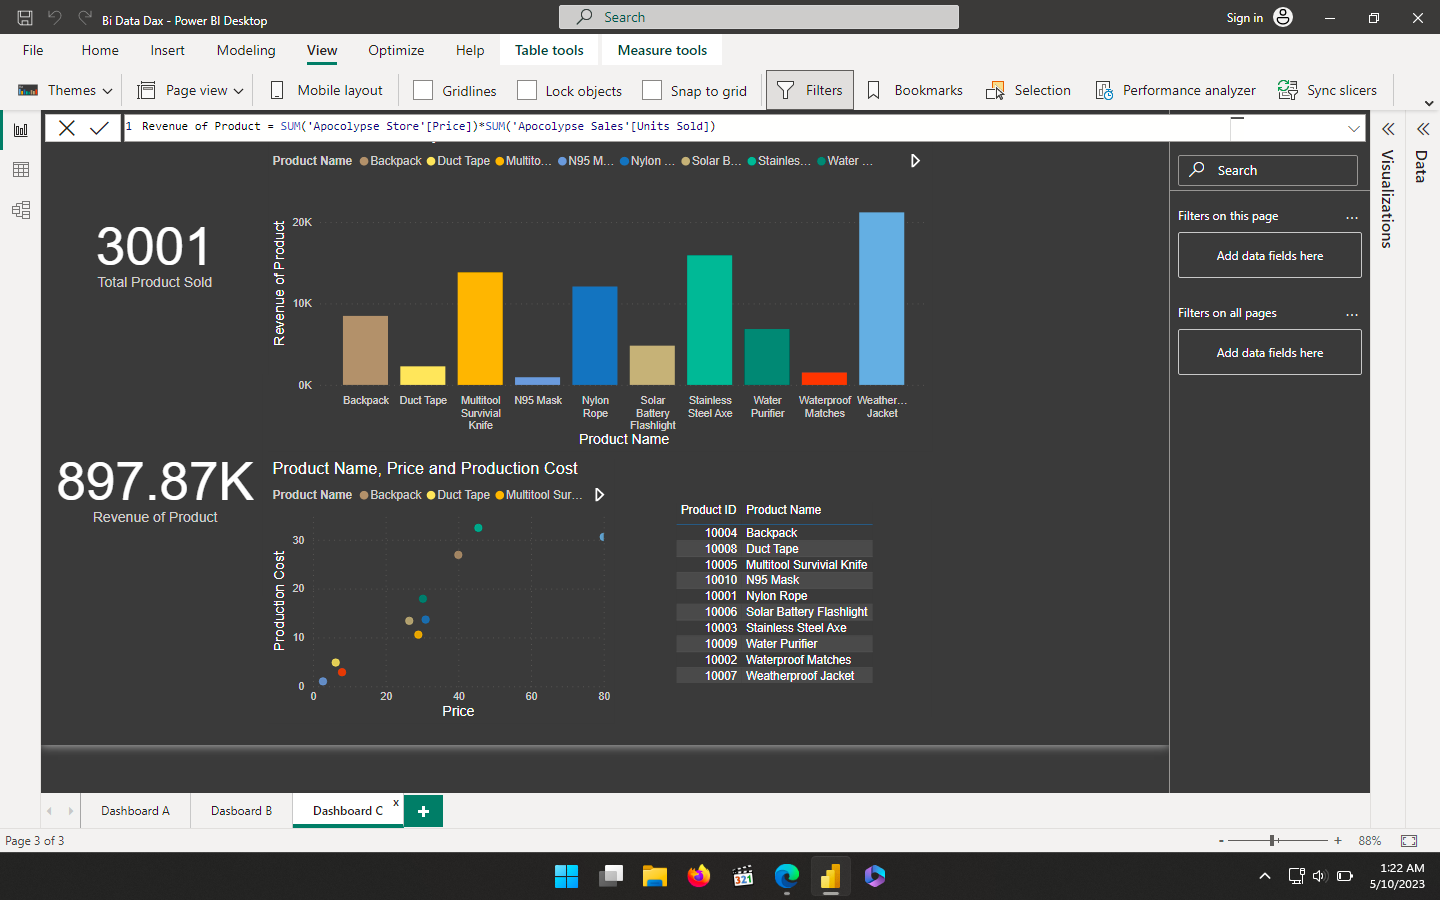 Bi Data Dax - Power BI Desktop
Search
Sign in
File Home Insert Modeling View Optimize Help Table tools Measure tools
Themes Page view Mobile layout Gridlines Lock objects Snap to grid Filters Bookmarks Selection Performance analyzer Sync slicers
1 Revenue of Product = SUM('Apocolypse Store'[Price])*SUM('Apocolypse Sales'[Units Sold])
Product Name Backpack Duct Tape Multito... N95 M... Nylon ... Solar B... Stainles... Water ...
3001
Total Product Sold
Revenue of Product
20K
10K
0K
Backpack
Duct Tape
Multitool
Survivial
Knife
N95 Mask
Nylon
Rope
Solar
Battery
Flashlight
Stainless
Steel Axe
Water
Purifier
Waterproof
Matches
Weather...
Jacket
Product Name
897.87K
Revenue of Product
Product Name, Price and Production Cost
Product Name Backpack Duct Tape Multitool Sur...
Production Cost
30
20
10
0
0 20 40 60 80
Price
Product ID Product Name
10004 Backpack
10008 Duct Tape
10005 Multitool Survivial Knife
10010 N95 Mask
10001 Nylon Rope
10006 Solar Battery Flashlight
10003 Stainless Steel Axe
10009 Water Purifier
10002 Waterproof Matches
10007 Weatherproof Jacket
Search
Filters on this page ...
Add data fields here
Filters on all pages ...
Add data fields here
Visualizations
Data
Dashboard A Dasboard B Dashboard C x +
Page 3 of 3
- + 88%
321
1:22 AM
5/10/2023